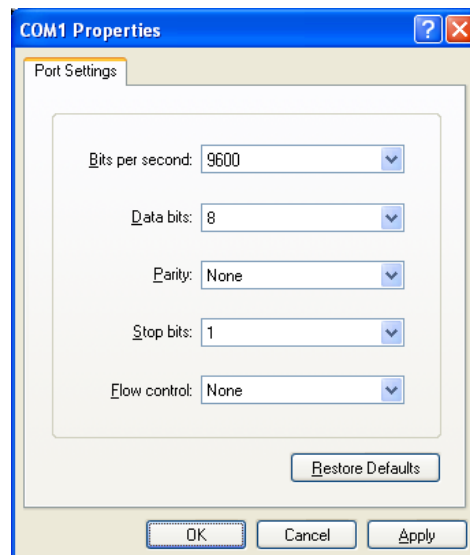 COM1 Properties
Port Settings
Bits per second: 9600
Data bits: 8
Parity: None
Stop bits: 1
Flow control: None
Restore Defaults
OK Cancel Apply